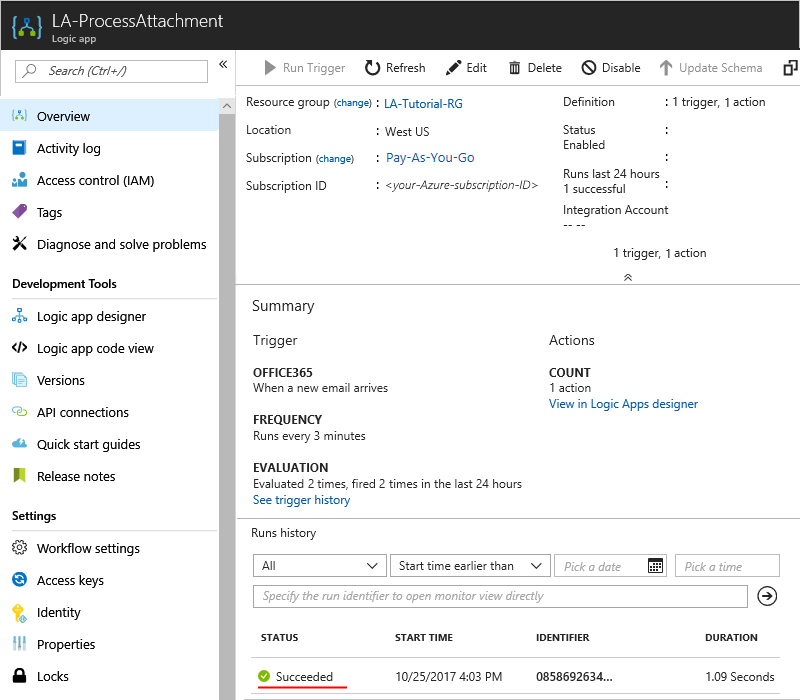 LA-ProcessAttachment
Logic app
Search (Ctrl+/)
«
Overview
Activity log
Access control (IAM)
Tags
Diagnose and solve problems
Development Tools
Logic app designer
Logic app code view
Versions
API connections
Quick start guides
Release notes
Settings
Workflow settings
Access keys
Identity
Properties
Locks
Run Trigger Refresh Edit Delete Disable Update Schema
Resource group (change) : LA-Tutorial-RG
Location : West US
Subscription (change) : Pay-As-You-Go
Subscription ID : <your-Azure-subscription-ID>
Definition : 1 trigger, 1 action
Status :
Enabled
:
Runs last 24 hours
1 successful :
Integration Account
-- --
1 trigger, 1 action
Summary
Trigger
OFFICE365
When a new email arrives
FREQUENCY
Runs every 3 minutes
EVALUATION
Evaluated 2 times, fired 2 times in the last 24 hours
See trigger history
Actions
COUNT
1 action
View in Logic Apps designer
Runs history
All Start time earlier than Pick a date Pick a time
Specify the run identifier to open monitor view directly
STATUS START TIME IDENTIFIER DURATION
Succeeded 10/25/2017 4:03 PM 0858692634... 1.09 Seconds